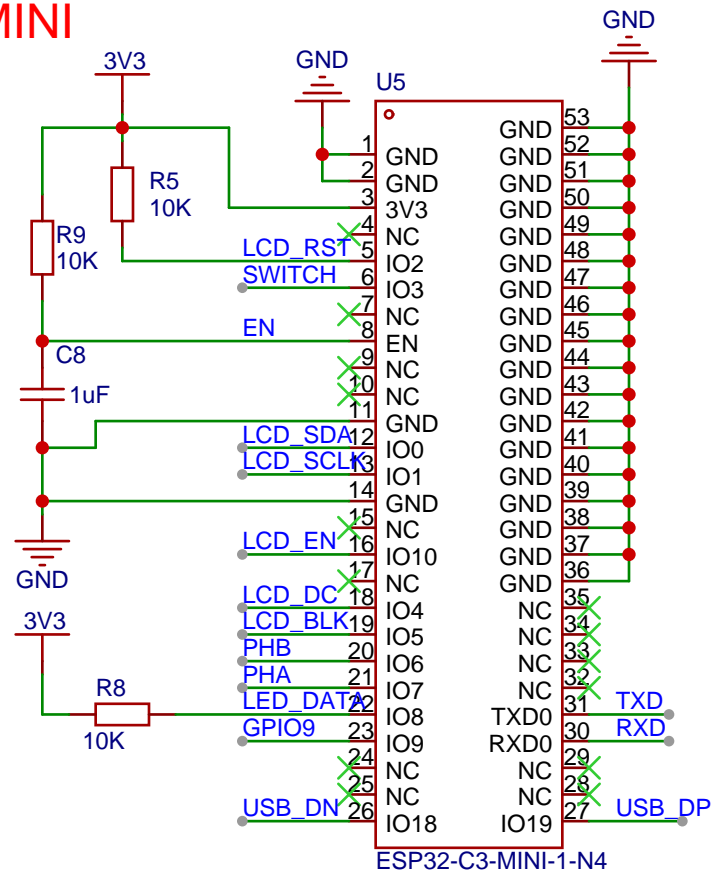 MINI
3V3
GND
GND
U5
R5
10K
R9
10K
C8
1uF
GND
3V3
R8
10K
LCD_RST
SWITCH
EN
LCD_SDA
LCD_SCLK
LCD_EN
LCD_DC
LCD_BLK
PHB
PHA
LED_DATA
GPIO9
USB_DN
1 GND
2 GND
3 3V3
4 NC
5 IO2
6 IO3
7 NC
8 EN
9 NC
10 NC
11 GND
12 IO0
13 IO1
14 GND
15 NC
16 IO10
17 NC
18 IO4
19 IO5
20 IO6
21 IO7
22 IO8
23 IO9
24 NC
25 NC
26 IO18
GND 53
GND 52
GND 51
GND 50
GND 49
GND 48
GND 47
GND 46
GND 45
GND 44
GND 43
GND 42
GND 41
GND 40
GND 39
GND 38
GND 37
GND 36
NC 35
NC 34
NC 33
NC 32
TXD0 31 TXD
RXD0 30 RXD
NC 29
NC 28
IO19 27 USB_DP
ESP32-C3-MINI-1-N4